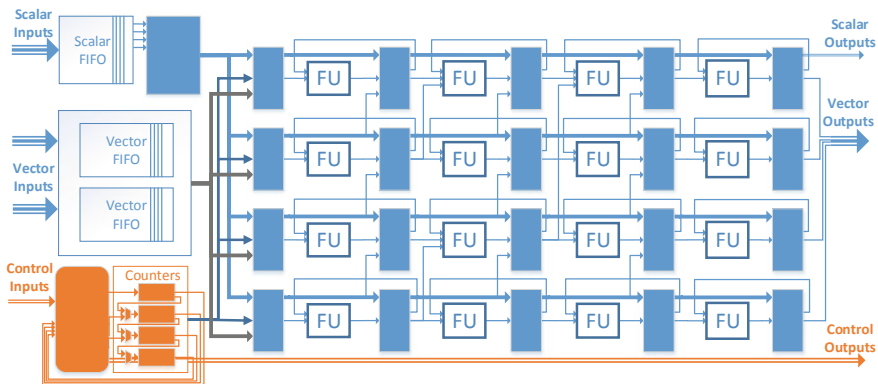 Scalar
Inputs
Scalar
FIFO
Scalar
Outputs
FU FU FU FU
Vector
Outputs
Vector
FIFO
FU FU FU FU
Vector
Inputs
Vector
FIFO
FU FU FU FU
Control
Inputs
Counters
FU FU FU FU
Control
Outputs